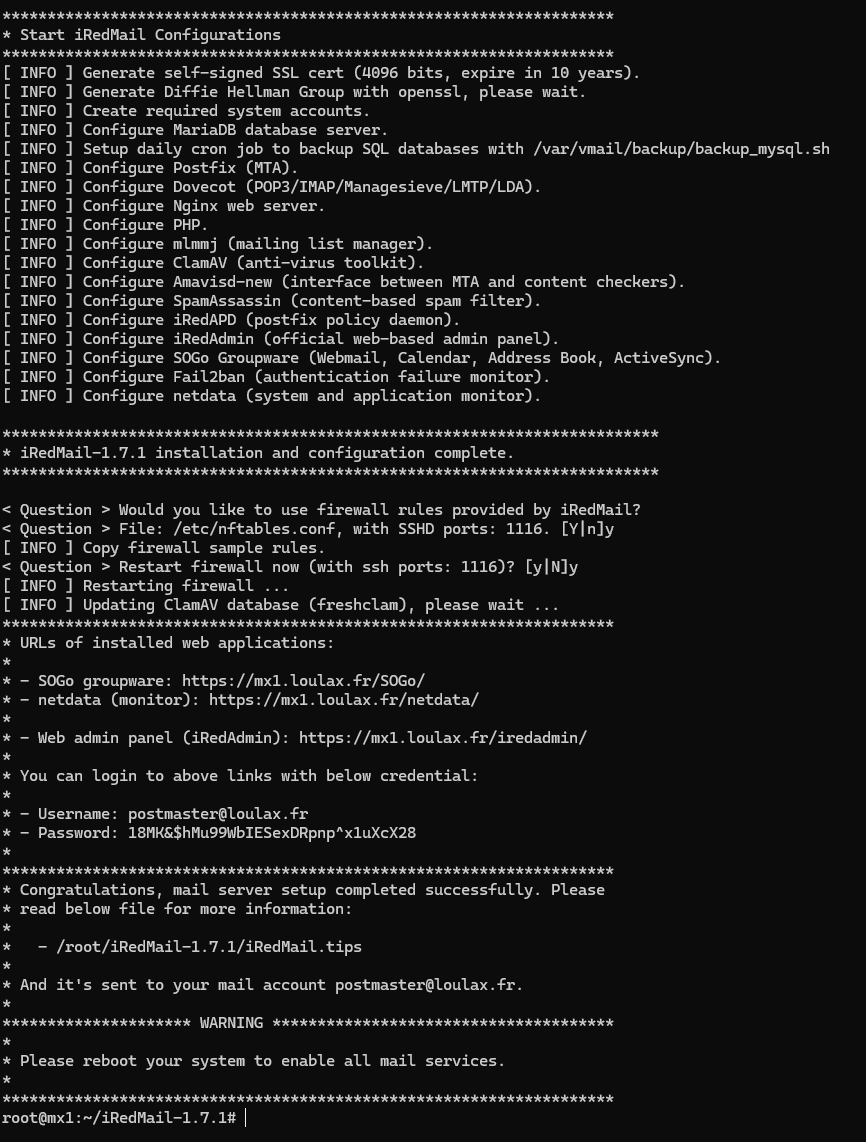 ********************************************************************
* Start iRedMail Configurations
********************************************************************
[ INFO ] Generate self-signed SSL cert (4096 bits, expire in 10 years).
[ INFO ] Generate Diffie Hellman Group with openssl, please wait.
[ INFO ] Create required system accounts.
[ INFO ] Configure MariaDB database server.
[ INFO ] Setup daily cron job to backup SQL databases with /var/vmail/backup/backup_mysql.sh
[ INFO ] Configure Postfix (MTA).
[ INFO ] Configure Dovecot (POP3/IMAP/Managesieve/LMTP/LDA).
[ INFO ] Configure Nginx web server.
[ INFO ] Configure PHP.
[ INFO ] Configure mlmmj (mailing list manager).
[ INFO ] Configure ClamAV (anti-virus toolkit).
[ INFO ] Configure Amavisd-new (interface between MTA and content checkers).
[ INFO ] Configure SpamAssassin (content-based spam filter).
[ INFO ] Configure iRedAPD (postfix policy daemon).
[ INFO ] Configure iRedAdmin (official web-based admin panel).
[ INFO ] Configure SOGo Groupware (Webmail, Calendar, Address Book, ActiveSync).
[ INFO ] Configure Fail2ban (authentication failure monitor).
[ INFO ] Configure netdata (system and application monitor).

*************************************************************************
* iRedMail-1.7.1 installation and configuration complete.
*************************************************************************

< Question > Would you like to use firewall rules provided by iRedMail?
< Question > File: /etc/nftables.conf, with SSHD ports: 1116. [Y|n]y
[ INFO ] Copy firewall sample rules.
< Question > Restart firewall now (with ssh ports: 1116)? [y|N]y
[ INFO ] Restarting firewall ...
[ INFO ] Updating ClamAV database (freshclam), please wait ...
********************************************************************
* URLs of installed web applications:
*
* - SOGo groupware: https://mx1.loulax.fr/SOGo/
* - netdata (monitor): https://mx1.loulax.fr/netdata/
*
* - Web admin panel (iRedAdmin): https://mx1.loulax.fr/iredadmin/
*
* You can login to above links with below credential:
*
* - Username: postmaster@loulax.fr
* - Password: 18MK&$hMu99WbIESexDRpnp^x1uXcX28
*
********************************************************************
* Congratulations, mail server setup completed successfully. Please
* read below file for more information:
*
*   - /root/iRedMail-1.7.1/iRedMail.tips
*
* And it's sent to your mail account postmaster@loulax.fr.
*
********************* WARNING **************************************
*
* Please reboot your system to enable all mail services.
*
********************************************************************
root@mx1:~/iRedMail-1.7.1#